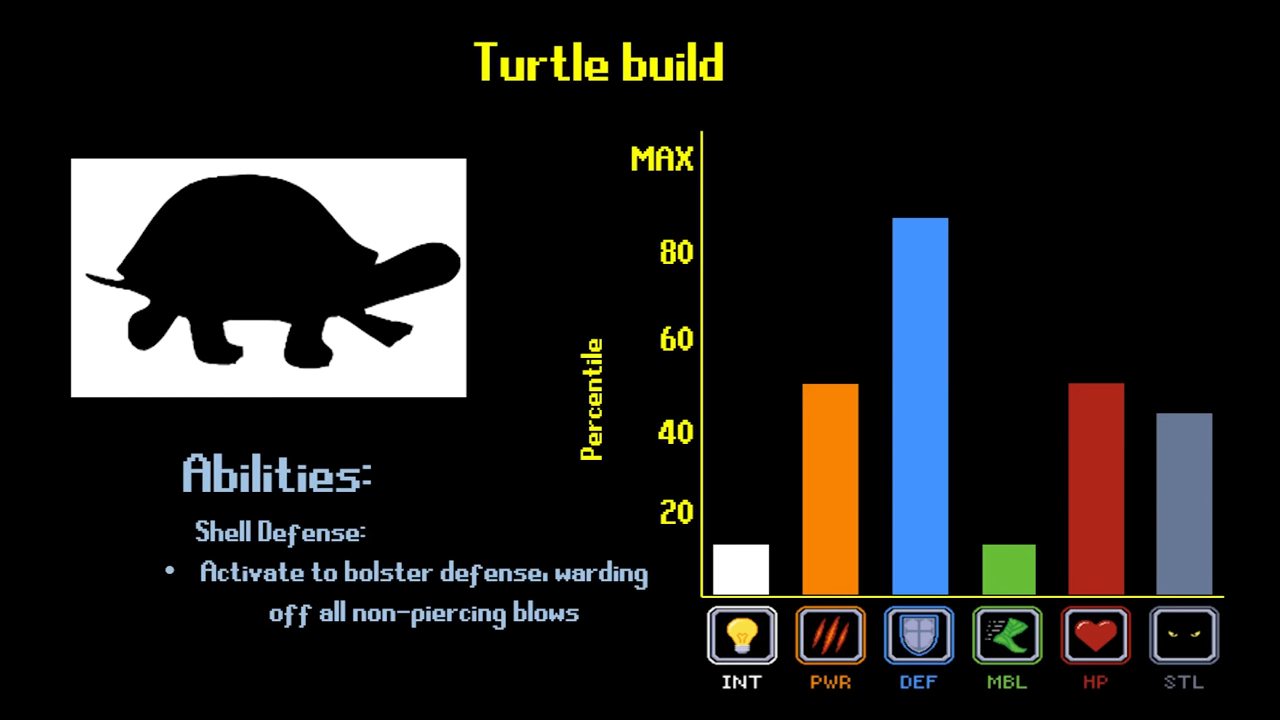 Turtle build
MAX
80
60
40
20
Percentile
INT
PWR
DEF
MBL
HP
STL
Abilities:
Shell Defense:
• Activate to bolster defense, warding
off all non-piercing blows